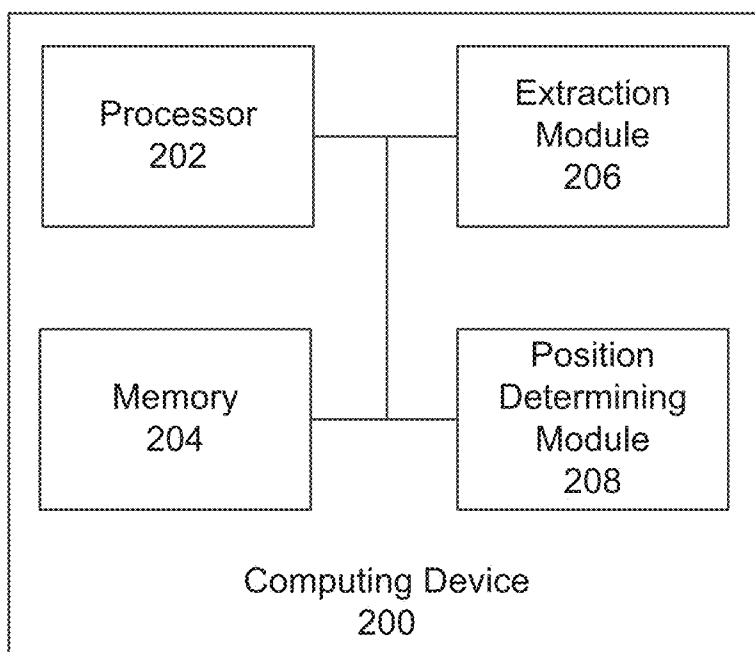 Processor
202
Extraction
Module
206
Memory
204
Position
Determining
Module
208
Computing Device
200